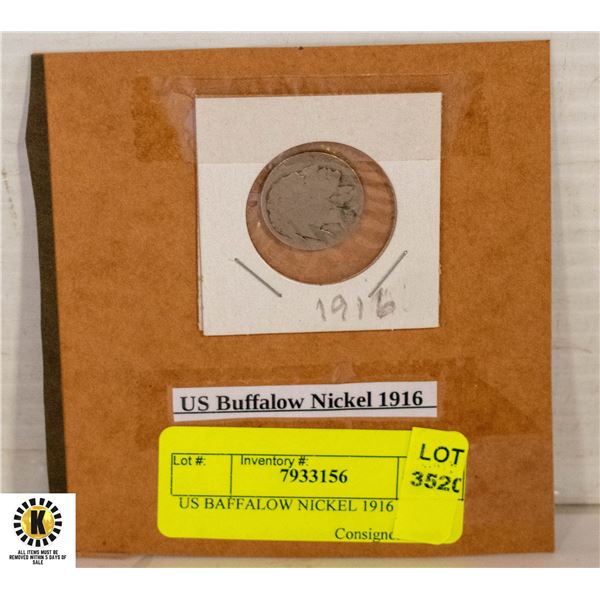 1916
US Buffalow Nickel 1916
LOT
3520
Lot #:
Inventory #:
7933156
US BAFFALOW NICKEL 1916
K
ALL ITEMS MUST BE
REMOVED WITHIN 5 DAYS OF
SALE